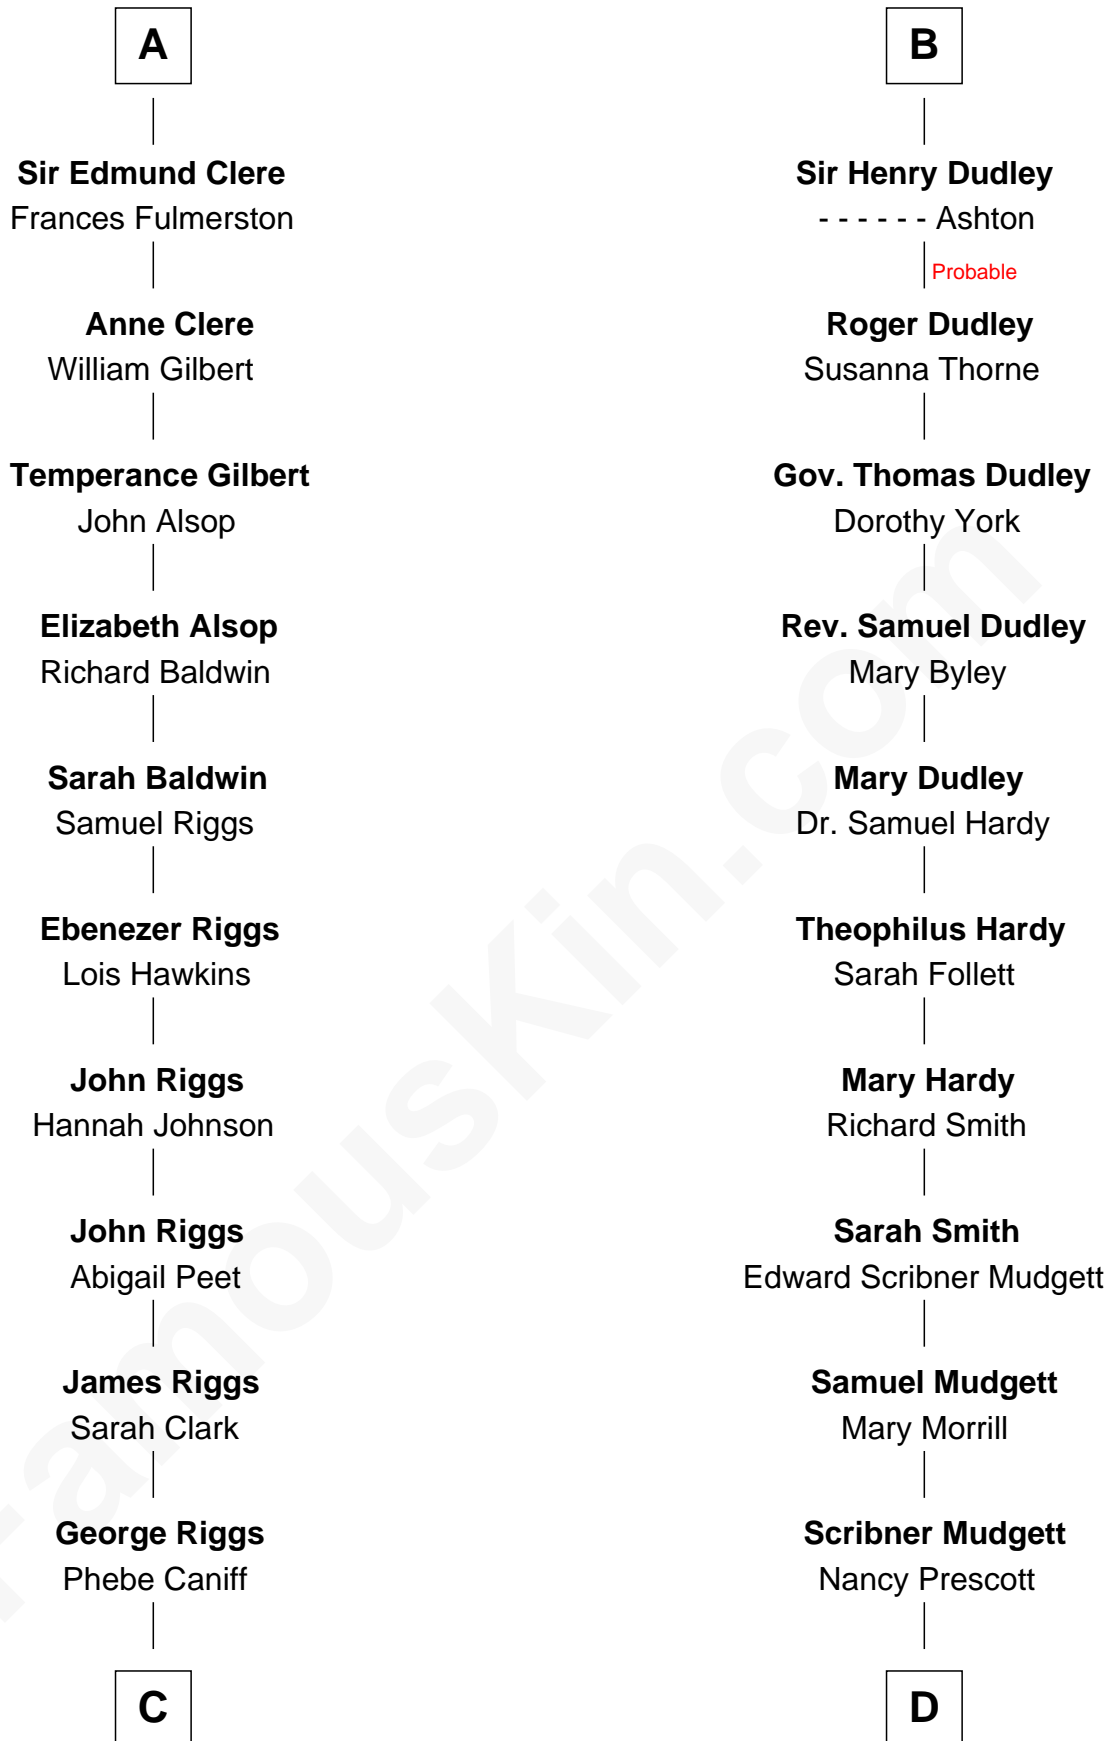 A
Sir Edmund Clere
Frances Fulmerston
Anne Clere
William Gilbert
Temperance Gilbert
John Alsop
Elizabeth Alsop
Richard Baldwin
Sarah Baldwin
Samuel Riggs
Ebenezer Riggs
Lois Hawkins
John Riggs
Hannah Johnson
John Riggs
Abigail Peet
James Riggs
Sarah Clark
George Riggs
Phebe Caniff
C
B
Sir Henry Dudley
- - - - - - Ashton
Probable
Roger Dudley
Susanna Thorne
Gov. Thomas Dudley
Dorothy York
Rev. Samuel Dudley
Mary Byley
Mary Dudley
Dr. Samuel Hardy
Theophilus Hardy
Sarah Follett
Mary Hardy
Richard Smith
Sarah Smith
Edward Scribner Mudgett
Samuel Mudgett
Mary Morrill
Scribner Mudgett
Nancy Prescott
D
FamousKin.com